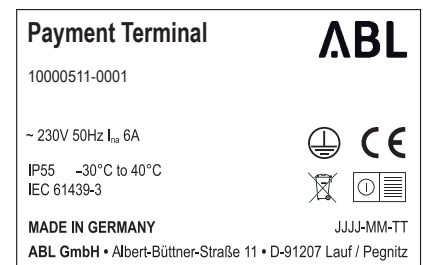 Payment Terminal
ABL
10000511-0001
~ 230V 50Hz Ina 6A
IP55 –30°C to 40°C
IEC 61439-3
CE
MADE IN GERMANY
JJJJ-MM-TT
ABL GmbH • Albert-Büttner-Straße 11 • D-91207 Lauf / Pegnitz